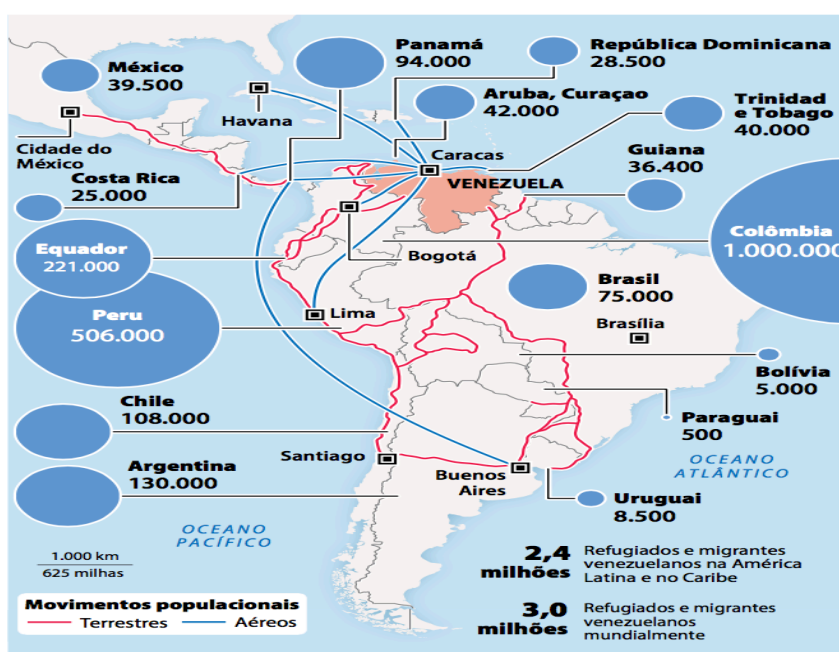 México
39.500
Panamá
94.000
República Dominicana
28.500
Havana
Aruba, Curaçao
42.000
Trinidad
e Tobago
40.000
Cidade do
México
Caracas
Guiana
36.400
Costa Rica
25.000
VENEZUELA
Equador
221.000
Bogotá
Colômbia
1.000.000
Peru
506.000
Lima
Brasil
75.000
Brasília
Bolívia
5.000
Chile
108.000
Paraguai
500
Santiago
Argentina
130.000
Buenos
Aires
OCEANO
ATLÂNTICO
Uruguai
8.500
OCEANO
PACÍFICO
1.000 km
625 milhas
2,4
milhões
Refugiados e migrantes
venezuelanos na América
Latina e no Caribe
Movimentos populacionais
Terrestres
Aéreos
3,0
milhões
Refugiados e migrantes
venezuelanos
mundialmente